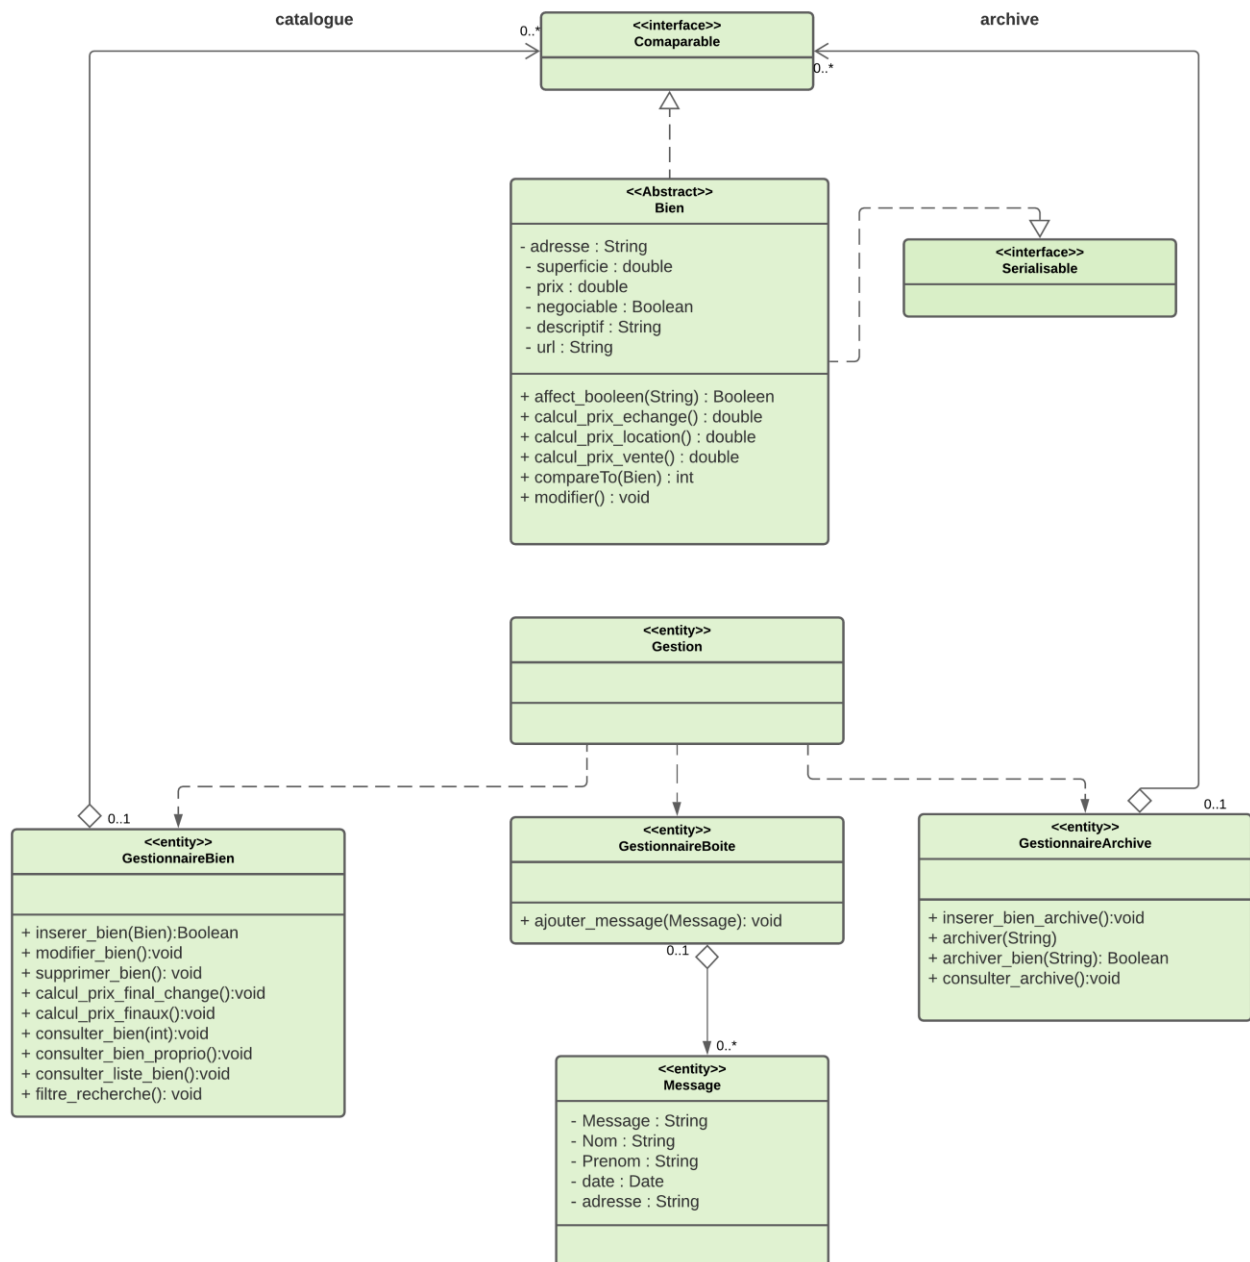 catalogue
archive
0..*
0..*
<<interface>>
Comaparable
<<Abstract>>
Bien
- adresse : String
- superficie : double
- prix : double
- negociable : Boolean
- descriptif : String
- url : String
+ affect_booleen(String) : Booleen
+ calcul_prix_echange() : double
+ calcul_prix_location() : double
+ calcul_prix_vente() : double
+ compareTo(Bien) : int
+ modifier() : void
<<interface>>
Serialisable
<<entity>>
Gestion
0..1
<<entity>>
GestionnaireBien
+ inserer_bien(Bien):Boolean
+ modifier_bien():void
+ supprimer_bien(): void
+ calcul_prix_final_change():void
+ calcul_prix_finaux():void
+ consulter_bien(int):void
+ consulter_bien_proprio():void
+ consulter_liste_bien():void
+ filtre_recherche(): void
<<entity>>
GestionnaireBoite
+ ajouter_message(Message): void
0..1
0..*
0..1
<<entity>>
GestionnaireArchive
+ inserer_bien_archive():void
+ archiver(String)
+ archiver_bien(String): Boolean
+ consulter_archive():void
<<entity>>
Message
- Message : String
- Nom : String
- Prenom : String
- date : Date
- adresse : String